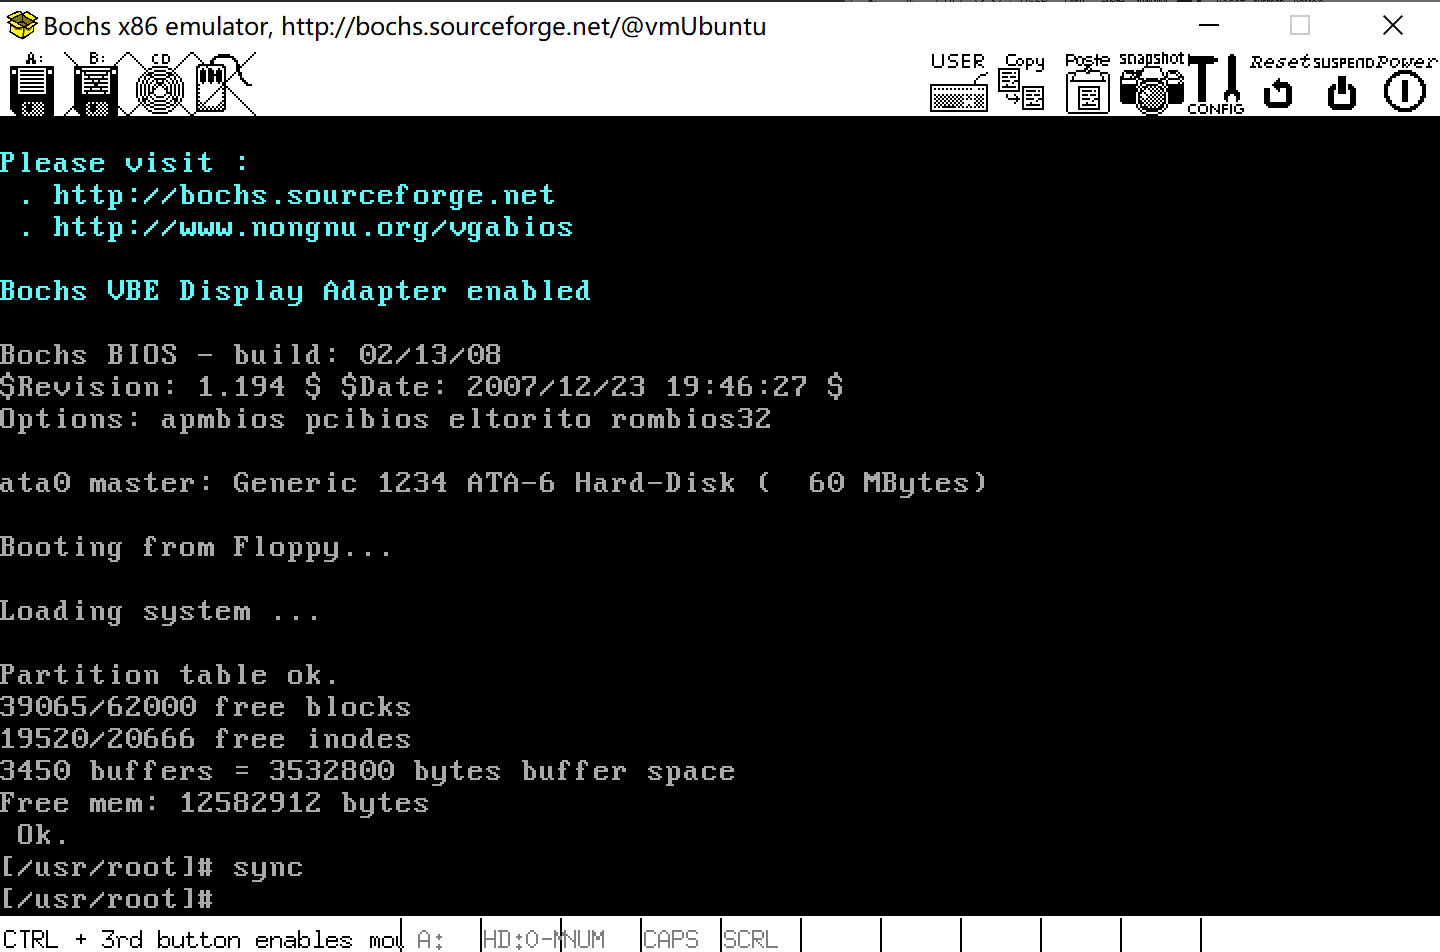 Bochs x86 emulator, http://bochs.sourceforge.net/@vmUbuntu
A: B: CD USER Copy Paste snapshot CONFIG Reset SUSPEND Power
Please visit :
. http://bochs.sourceforge.net
. http://www.nongnu.org/vgabios
Bochs VBE Display Adapter enabled
Bochs BIOS - build: 02/13/08
$Revision: 1.194 $ $Date: 2007/12/23 19:46:27 $
Options: apmbios pcibios eltorito rombios32
ata0 master: Generic 1234 ATA-6 Hard-Disk (  60 MBytes)
Booting from Floppy...
Loading system ...
Partition table ok.
39065/62000 free blocks
19520/20666 free inodes
3450 buffers = 3532800 bytes buffer space
Free mem: 12582912 bytes
Ok.
[/usr/root]# sync
[/usr/root]#
CTRL + 3rd button enables mou A: HD:0-M NUM CAPS SCRL